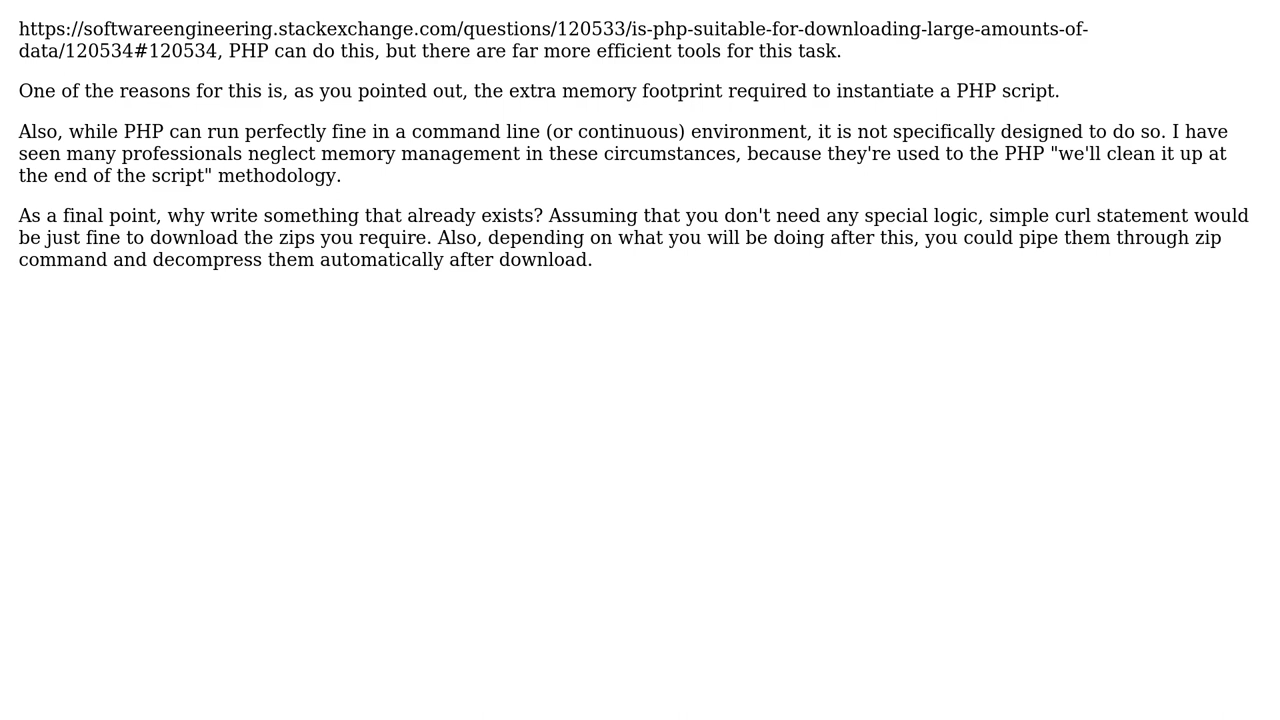 https://softwareengineering.stackexchange.com/questions/120533/is-php-suitable-for-downloading-large-amounts-of-
data/120534#120534, PHP can do this, but there are far more efficient tools for this task.
One of the reasons for this is, as you pointed out, the extra memory footprint required to instantiate a PHP script.
Also, while PHP can run perfectly fine in a command line (or continuous) environment, it is not specifically designed to do so. I have
seen many professionals neglect memory management in these circumstances, because they're used to the PHP "we'll clean it up at
the end of the script" methodology.
As a final point, why write something that already exists? Assuming that you don't need any special logic, simple curl statement would
be just fine to download the zips you require. Also, depending on what you will be doing after this, you could pipe them through zip
command and decompress them automatically after download.